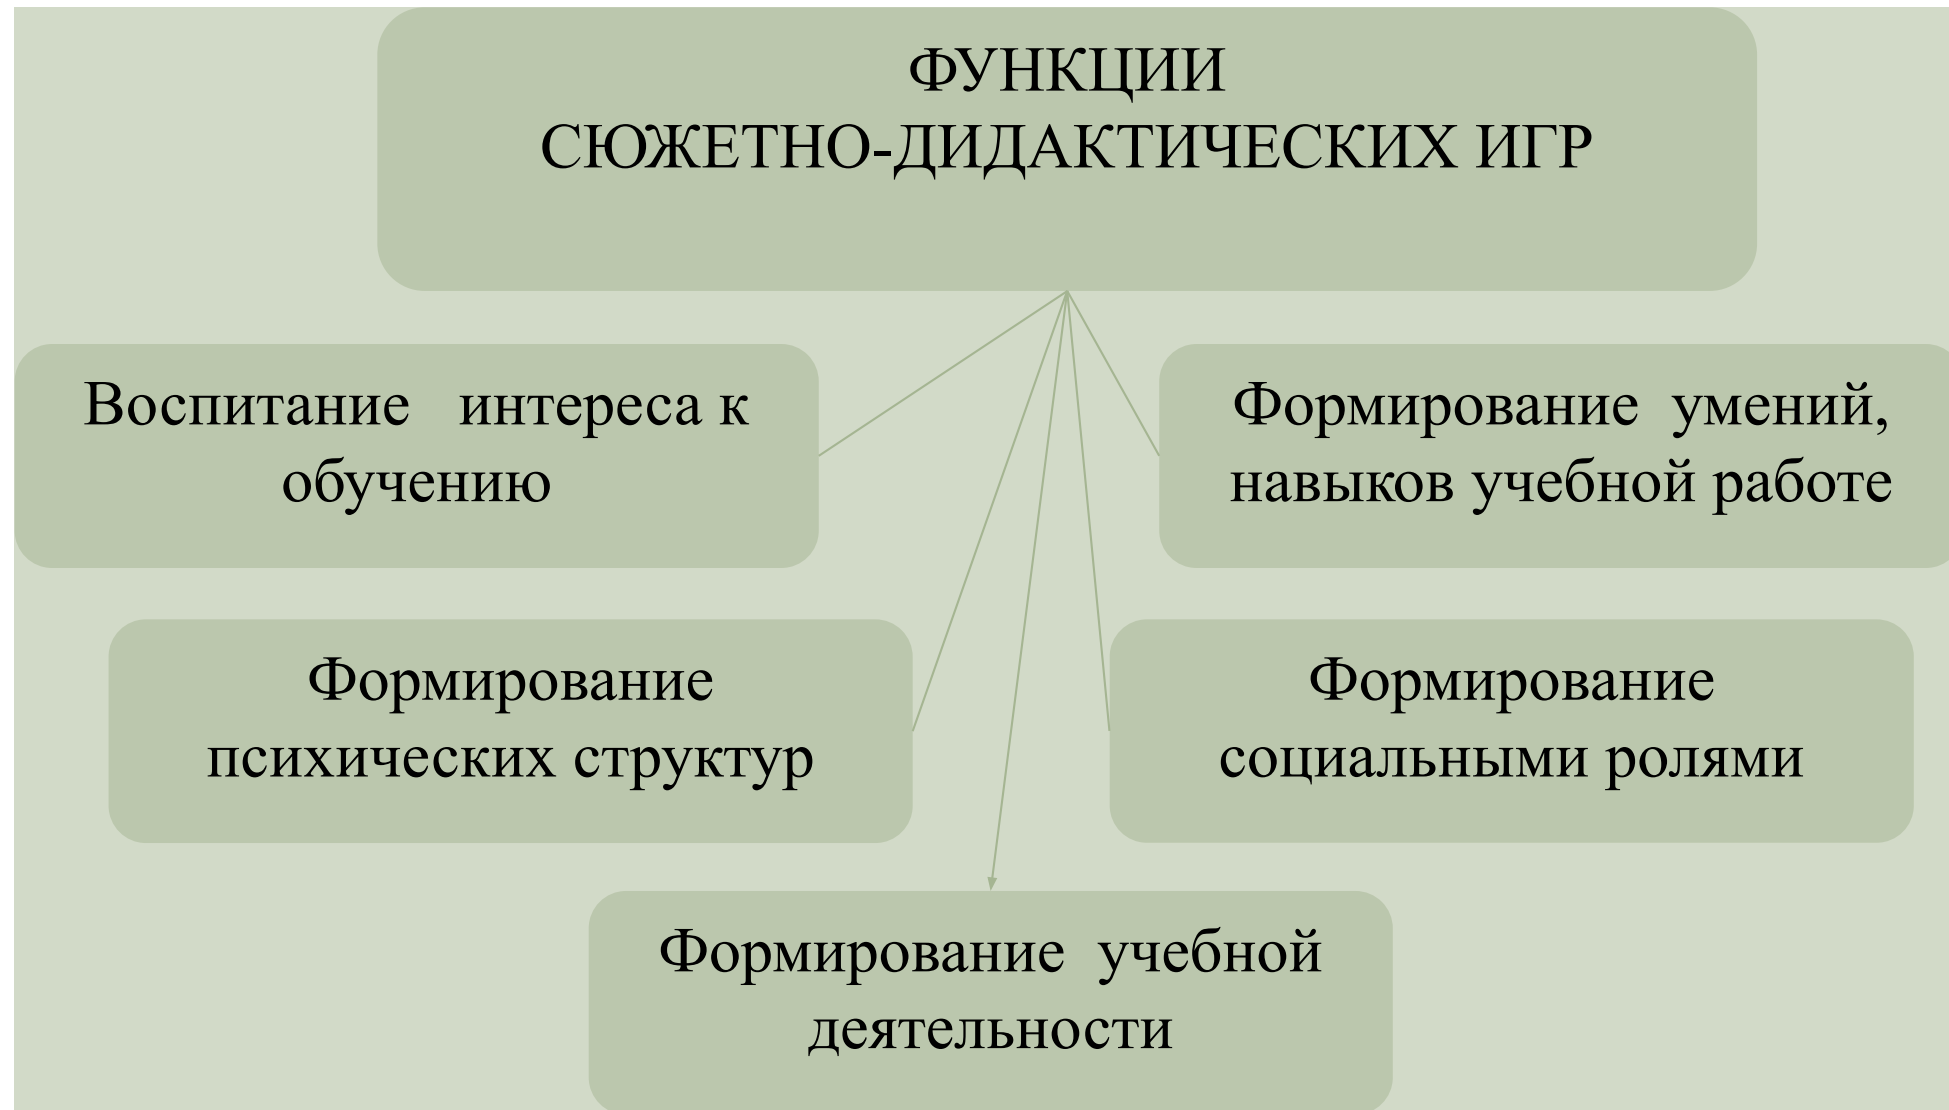 ФУНКЦИИ
СЮЖЕТНО-ДИДАКТИЧЕСКИХ ИГР
Воспитание интереса к
обучению
Формирование умений,
навыков учебной работе
Формирование
психических структур
Формирование
социальными ролями
Формирование учебной
деятельности